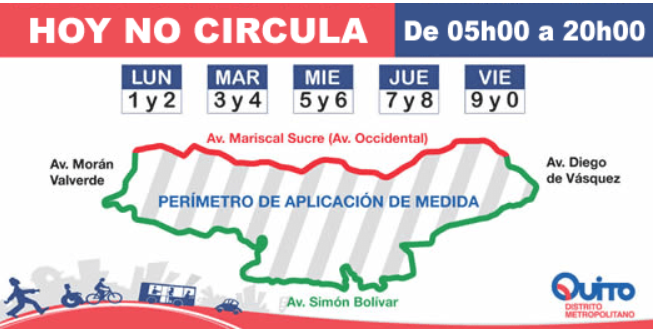 HOY NO CIRCULA
De 05h00 a 20h00
LUN MAR MIE JUE VIE
1 y 2 3 y 4 5 y 6 7 y 8 9 y 0
Av. Mariscal Sucre (Av. Occidental)
Av. Morán
Valverde
Av. Diego
de Vásquez
PERÍMETRO DE APLICACIÓN DE MEDIDA
Av. Simón Bolívar
Quito
DISTRITO
METROPOLITANO